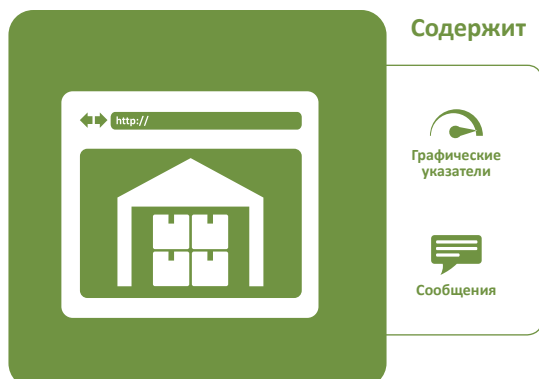 Содержит
http://
Графические
указатели
Сообщения